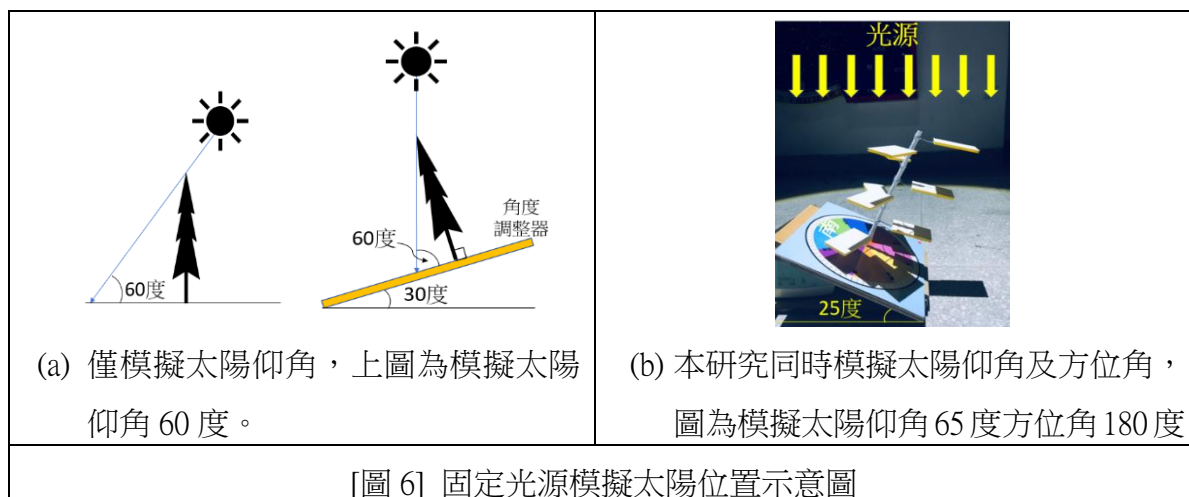 60度
60度
30度
角度
調整器
光源
25度
(a) 僅模擬太陽仰角，上圖為模擬太陽
仰角 60 度。
(b) 本研究同時模擬太陽仰角及方位角，
圖為模擬太陽仰角 65 度方位角 180 度
[圖 6] 固定光源模擬太陽位置示意圖